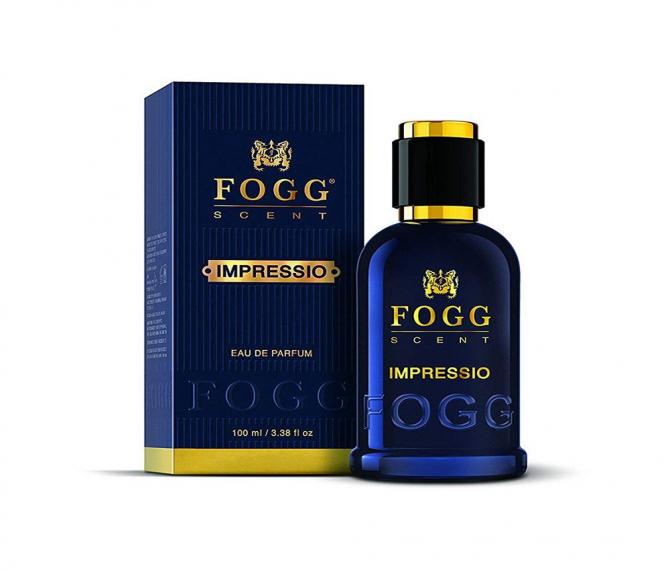 FOGG®
SCENT
IMPRESSIO
EAU DE PARFUM
FOGG
100 ml / 3.38 fl oz
FOGG
SCENT
IMPRESSIO
FOGG